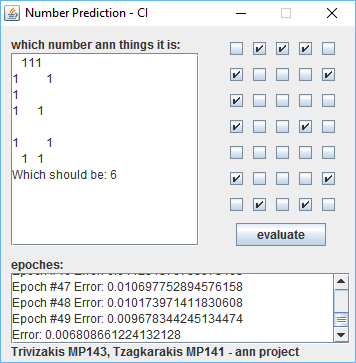 Number Prediction - CI
which number ann things it is:
111
1 1
1
1 1
1 1
1 1
Which should be: 6
evaluate
epoches:
Epoch #47 Error: 0.010697752894576158
Epoch #48 Error: 0.010173971411830608
Epoch #49 Error: 0.009678344245134474
Error: 0.006808661224132128
Trivizakis MP143, Tzagkarakis MP141 - ann project